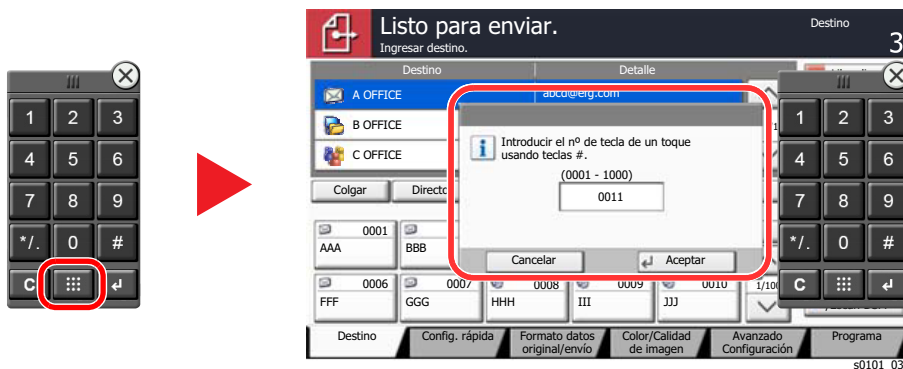 1 2 3
4 5 6
7 8 9
*/. 0 #
C
Listo para enviar.
Ingresar destino.
Destino
3
Destino Detalle
A OFFICE abcd@efg.com
B OFFICE
C OFFICE
Introducir el nº de tecla de un toque
usando teclas #.
(0001 - 1000)
0011
Cancelar Aceptar
Colgar
0001
AAA BBB
0006 0007 0008 0009 0010 1/100
FFF GGG HHH III JJJ
1 2 3
4 5 6
7 8 9
*/. 0 #
C
Destino Config. rápida Formato datos
original/envío Color/Calidad
de imagen Avanzado
Configuración Programa
s0101_03